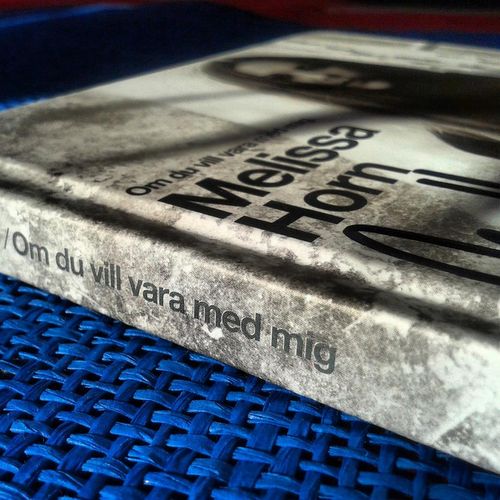 Om du vill vara med mig
Melissa
Horn
/ Om du vill vara med mig